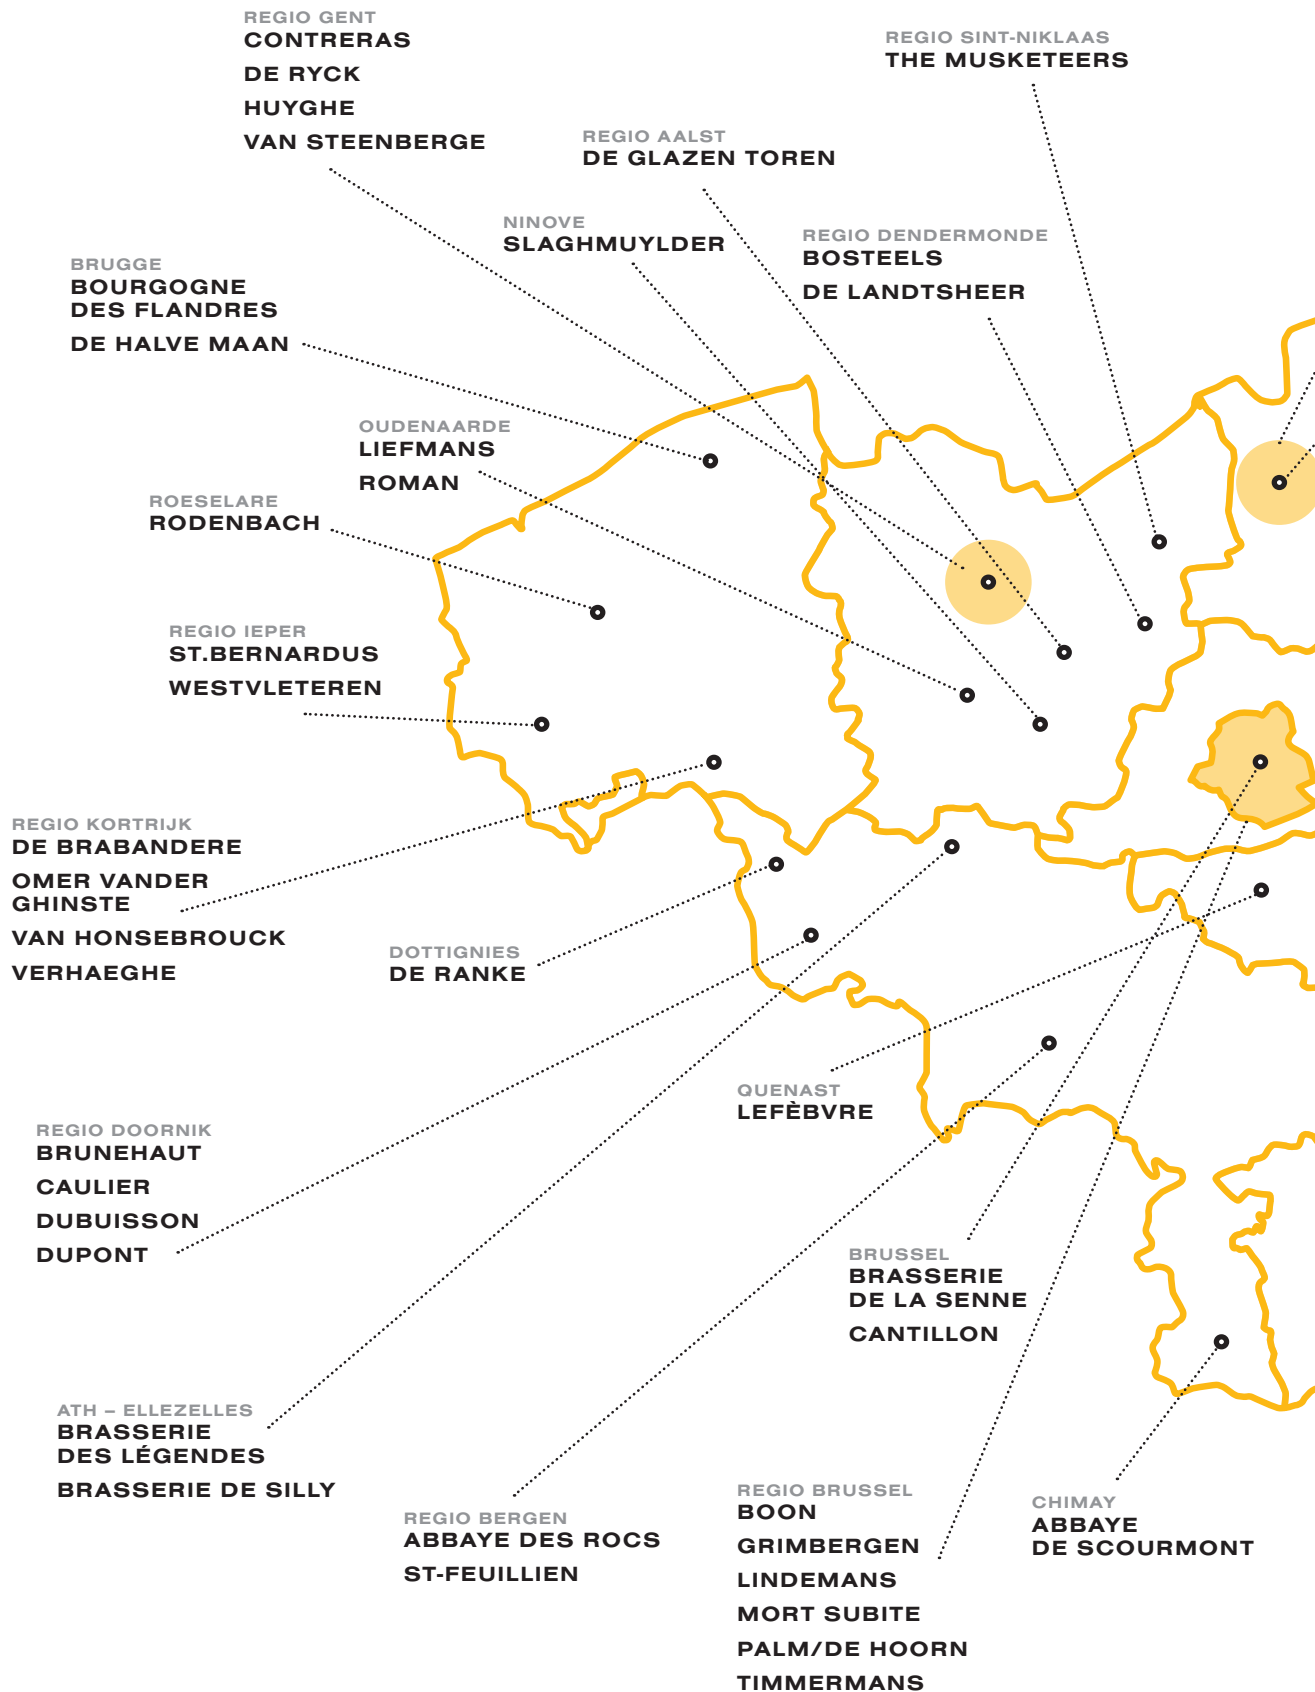 REGIO GENT
CONTRERAS
DE RYCK
HUYGHE
VAN STEENBERGE
REGIO SINT-NIKLAAS
THE MUSKETEERS
REGIO AALST
DE GLAZEN TOREN
NINOVE
SLAGHMUYLDER
REGIO DENDERMONDE
BOSTEELS
DE LANDTSHEER
BRUGGE
BOURGOGNE
DES FLANDRES
DE HALVE MAAN
OUDENAARDE
LIEFMANS
ROMAN
ROESELARE
RODENBACH
REGIO IEPER
ST.BERNARDUS
WESTVLETEREN
REGIO KORTRIJK
DE BRABANDERE
OMER VANDER
GHINSTE
VAN HONSEBROUCK
VERHAEGHE
DOTTIGNIES
DE RANKE
QUENAST
LEFÈBVRE
REGIO DOORNIK
BRUNEHAUT
CAULIER
DUBUISSON
DUPONT
BRUSSEL
BRASSERIE
DE LA SENNE
CANTILLON
ATH – ELLEZELLES
BRASSERIE
DES LÉGENDES
BRASSERIE DE SILLY
REGIO BERGEN
ABBAYE DES ROCS
ST-FEUILLIEN
REGIO BRUSSEL
BOON
GRIMBERGEN
LINDEMANS
MORT SUBITE
PALM/DE HOORN
TIMMERMANS
CHIMAY
ABBAYE
DE SCOURMONT